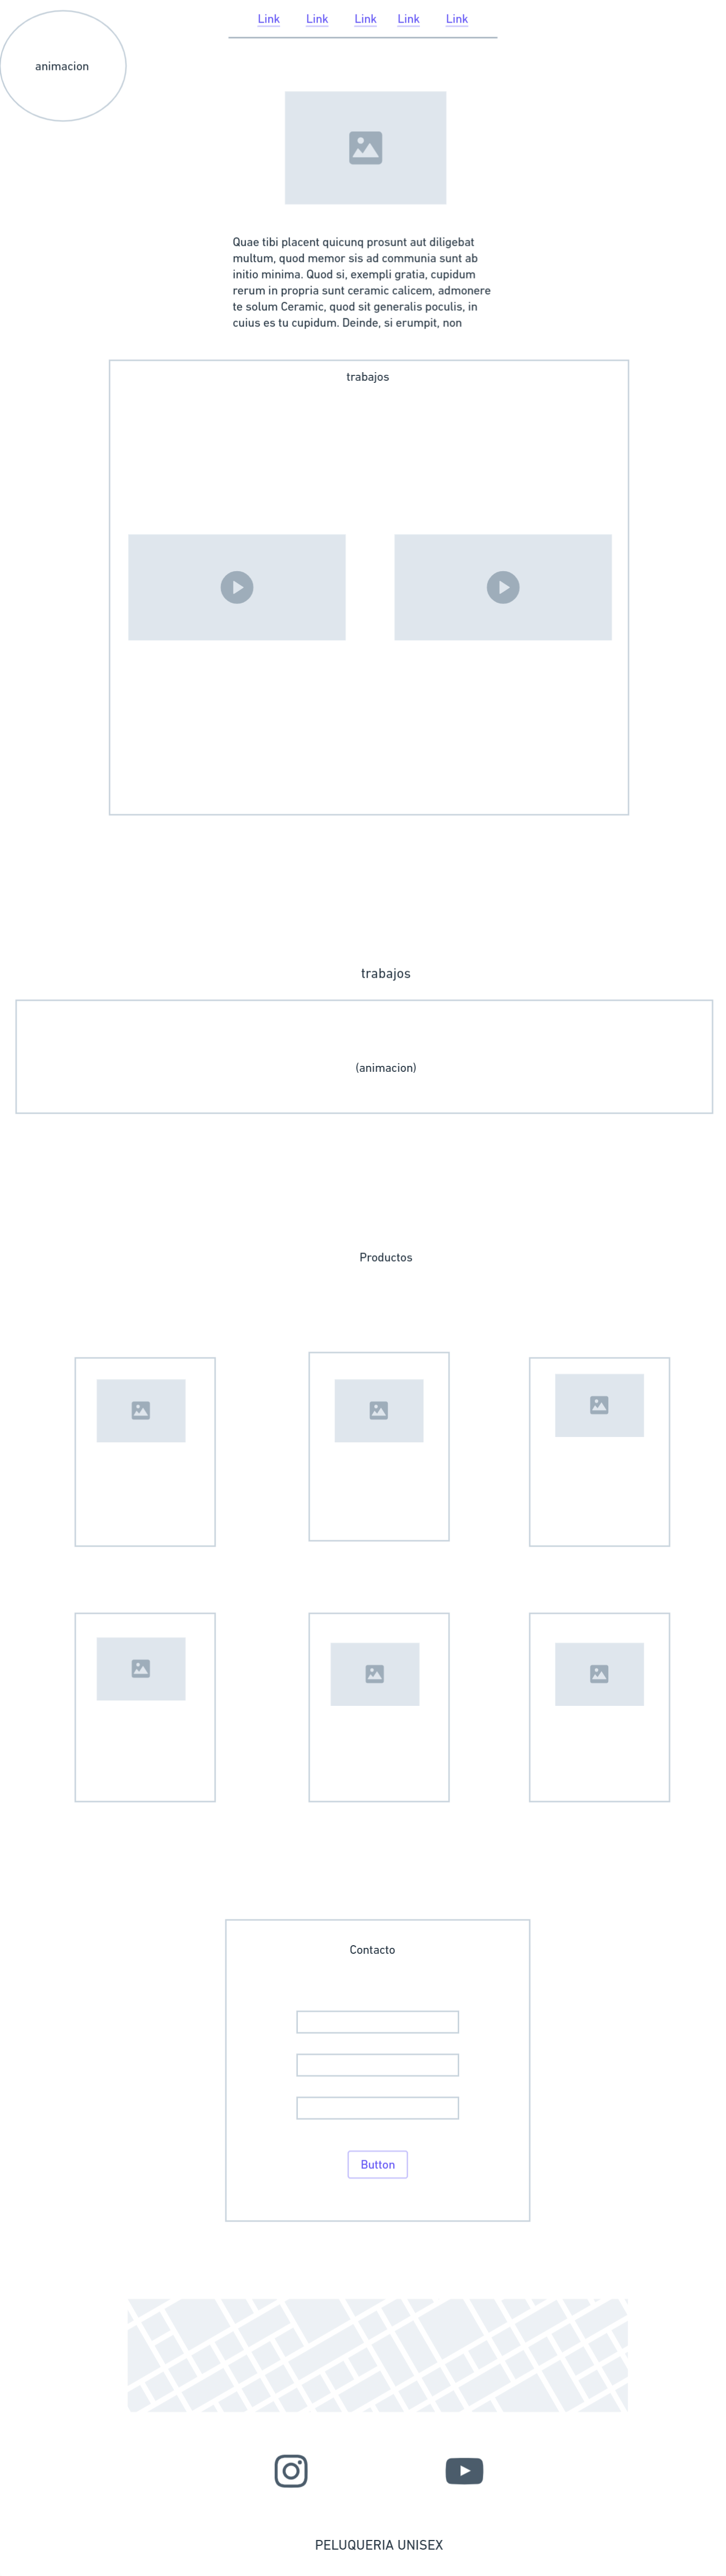 Link Link Link Link Link
animacion
Quae tibi placent quicunq prosunt aut diligebat
multum, quod memor sis ad communia sunt ab
initio minima. Quod si, exempli gratia, cupidum
rerum in propria sunt ceramic calicem, admonere
te solum Ceramic, quod sit generalis poculis, in
cuius es tu cupidum. Deinde, si erumpit, non
trabajos
trabajos
(animacion)
Productos
Contacto
Button
PELUQUERIA UNISEX